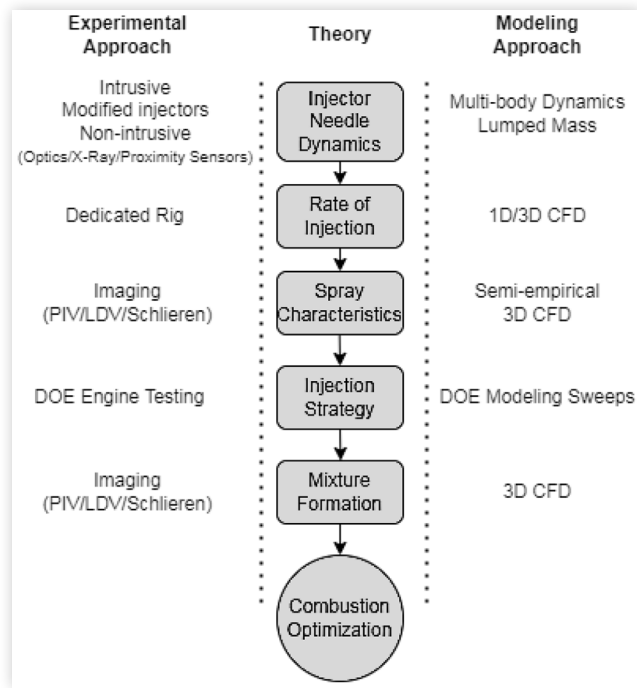 Experimental
Approach
Theory
Modeling
Approach
Intrusive
Modified injectors
Non-intrusive
(Optics/X-Ray/Proximity Sensors)
Injector
Needle
Dynamics
Multi-body Dynamics
Lumped Mass
Dedicated Rig
Rate of
Injection
1D/3D CFD
Imaging
(PIV/LDV/Schlieren)
Spray
Characteristics
Semi-empirical
3D CFD
DOE Engine Testing
Injection
Strategy
DOE Modeling Sweeps
Imaging
(PIV/LDV/Schlieren)
Mixture
Formation
3D CFD
Combustion
Optimization